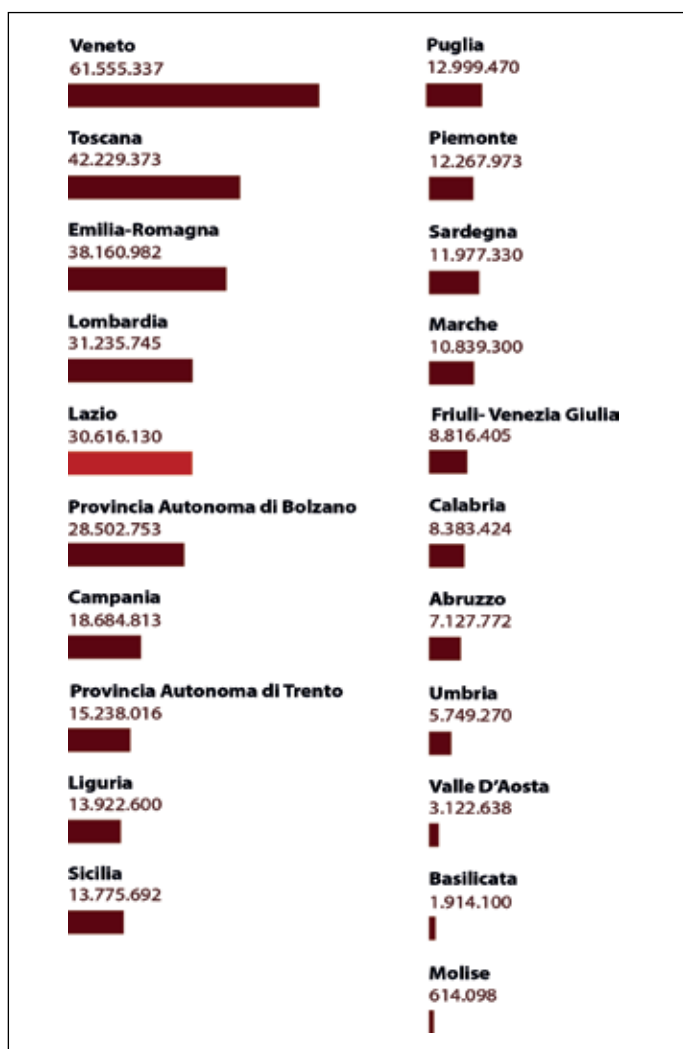 Veneto
61.555.337
Toscana
42.229.373
Emilia-Romagna
38.160.982
Lombardia
31.235.745
Lazio
30.616.130
Provincia Autonoma di Bolzano
28.502.753
Campania
18.684.813
Provincia Autonoma di Trento
15.238.016
Liguria
13.922.600
Sicilia
13.775.692
Puglia
12.999.470
Piemonte
12.267.973
Sardegna
11.977.330
Marche
10.839.300
Friuli- Venezia Giulia
8.816.405
Calabria
8.383.424
Abruzzo
7.127.772
Umbria
5.749.270
Valle D’Aosta
3.122.638
Basilicata
1.914.100
Molise
614.098